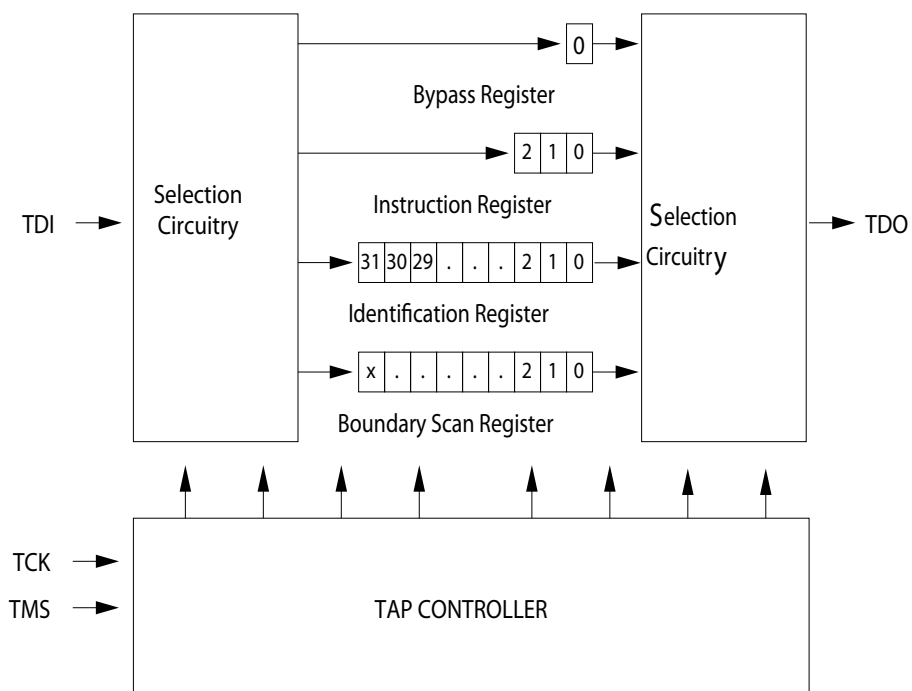 0
Bypass Register
2 1 0
Instruction Register
Selection
Circuitry
TDI
31 30 29 . . . 2 1 0
Identification Register
x . . . . . 2 1 0
Boundary Scan Register
Selection
Circuitry
TDO
TCK
TMS
TAP CONTROLLER